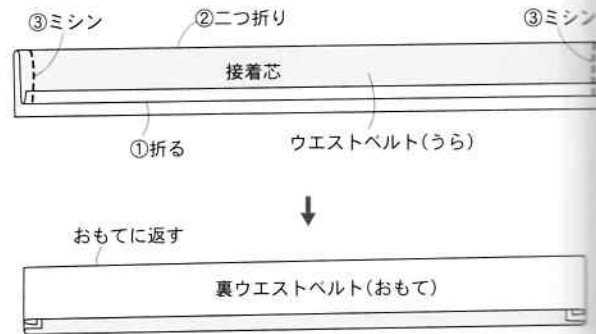 ③ミシン
②二つ折り
③ミシン
接着芯
①折る
ウエストベルト(うら)
おもてに返す
裏ウエストベルト(おもて)